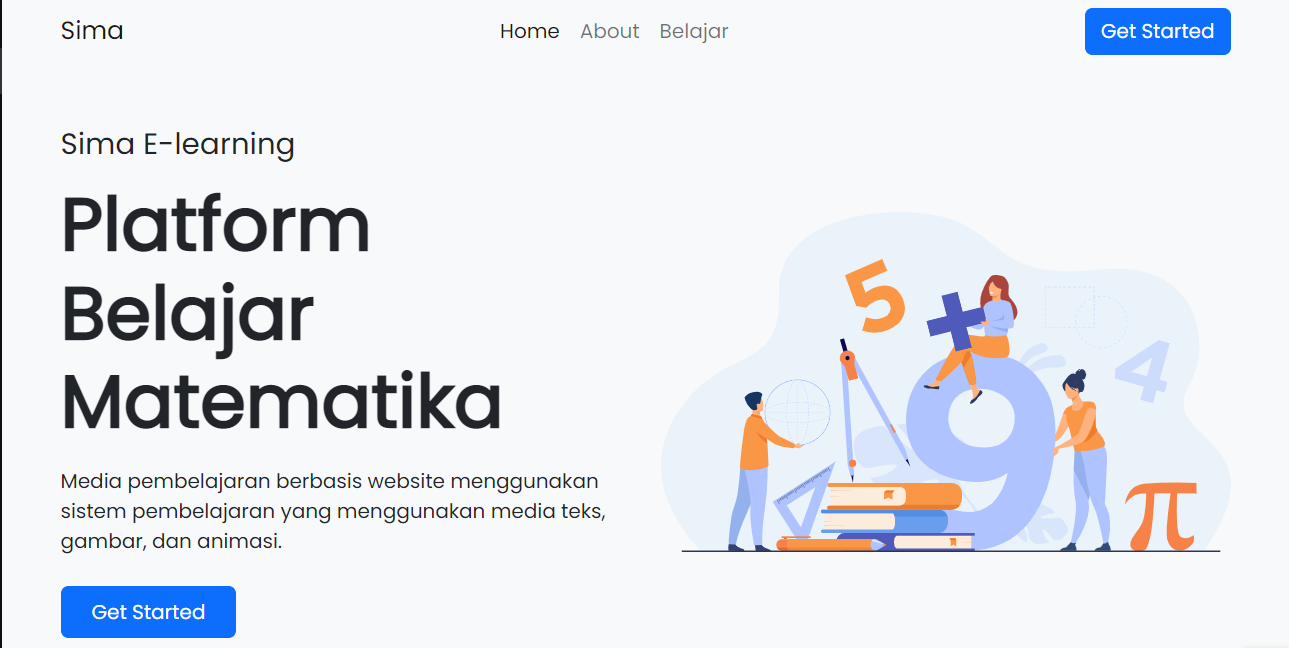 Sima
Home About Belajar
Get Started
Sima E-learning
Platform
Belajar
Matematika
Media pembelajaran berbasis website menggunakan
sistem pembelajaran yang menggunakan media teks,
gambar, dan animasi.
Get Started
5
+
9
4
π